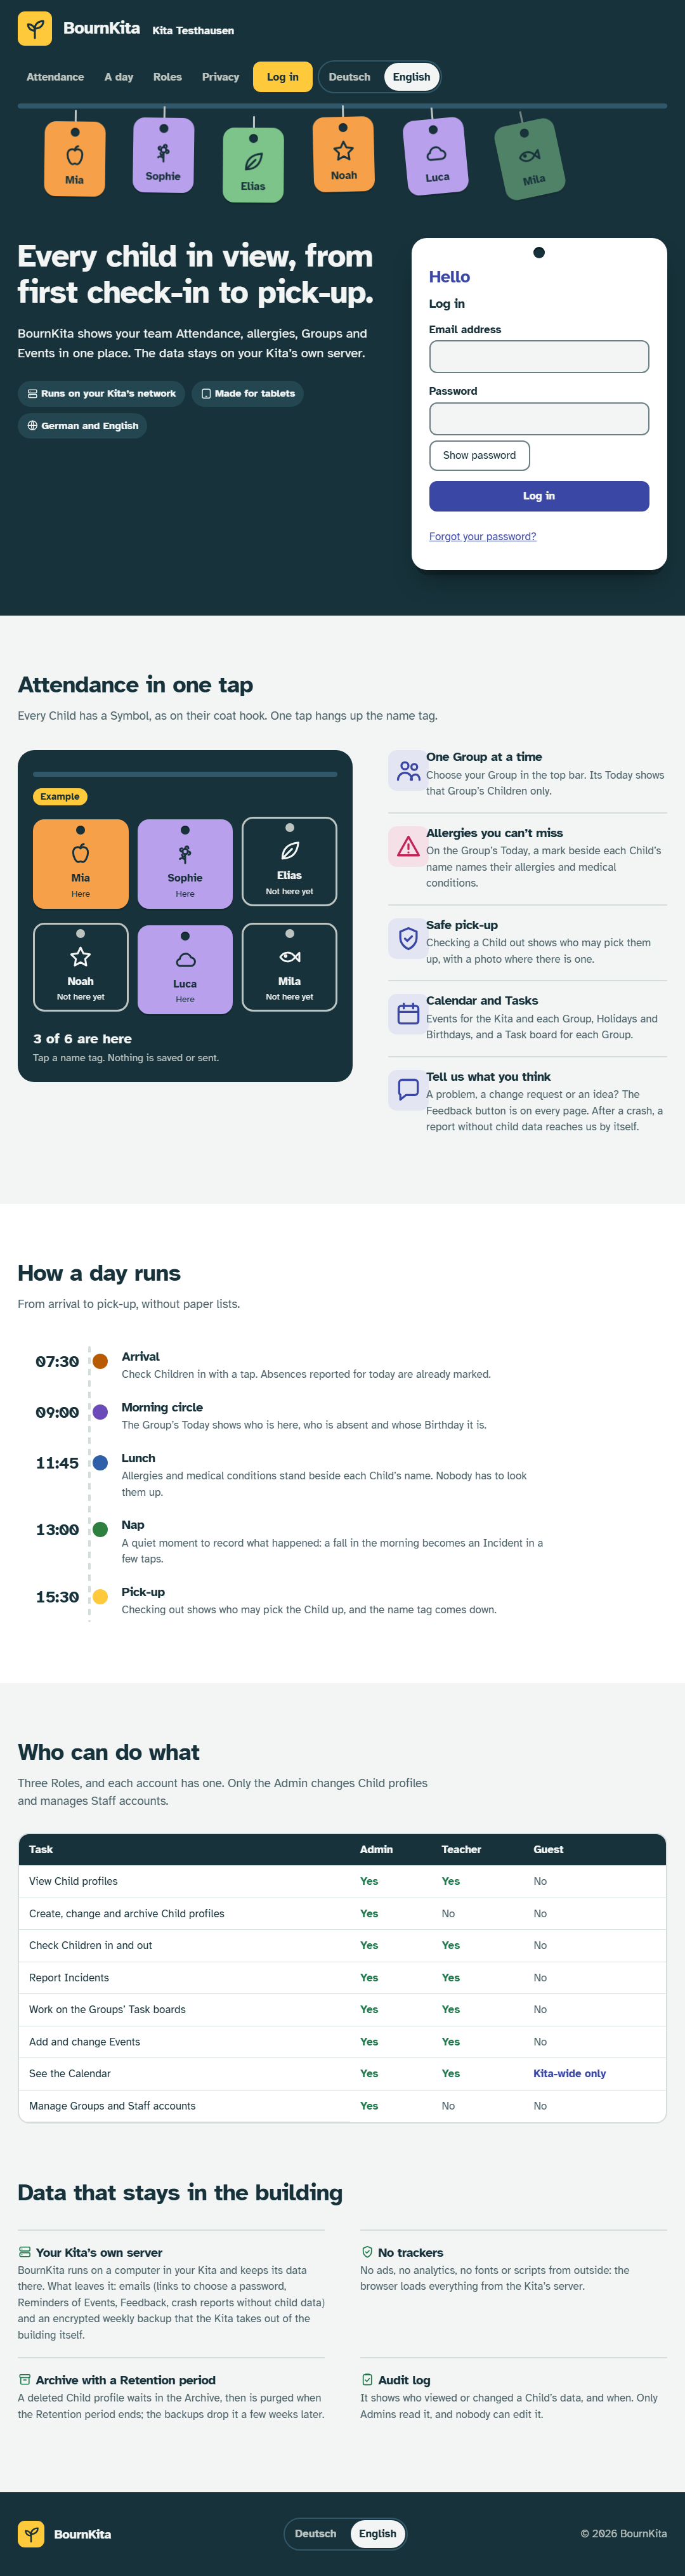 BournKita Kita Testhausen
Attendance A day Roles Privacy Log in Deutsch English
Mia
Sophie
Elias
Noah
Luca
Mila
Every child in view, from
first check-in to pick-up.
BournKita shows your team Attendance, allergies, Groups and
Events in one place. The data stays on your Kita's own server.
Runs on your Kita's network
Made for tablets
German and English
Hello
Log in
Email address
Password
Show password
Log in
Forgot your password?
Attendance in one tap
Every Child has a Symbol, as on their coat hook. One tap hangs up the name tag.
Example
Mia
Here
Sophie
Here
Elias
Not here yet
Noah
Not here yet
Luca
Here
Mila
Not here yet
3 of 6 are here
Tap a name tag. Nothing is saved or sent.
One Group at a time
Choose your Group in the top bar. Its Today shows
that Group's Children only.
Allergies you can't miss
On the Group's Today, a mark beside each Child's
name names their allergies and medical
conditions.
Safe pick-up
Checking a Child out shows who may pick them
up, with a photo where there is one.
Calendar and Tasks
Events for the Kita and each Group, Holidays and
Birthdays, and a Task board for each Group.
Tell us what you think
A problem, a change request or an idea? The
Feedback button is on every page. After a crash, a
report without child data reaches us by itself.
How a day runs
From arrival to pick-up, without paper lists.
07:30
Arrival
Check Children in with a tap. Absences reported for today are already marked.
09:00
Morning circle
The Group's Today shows who is here, who is absent and whose Birthday it is.
11:45
Lunch
Allergies and medical conditions stand beside each Child's name. Nobody has to look
them up.
13:00
Nap
A quiet moment to record what happened: a fall in the morning becomes an Incident in a
few taps.
15:30
Pick-up
Checking out shows who may pick the Child up, and the name tag comes down.
Who can do what
Three Roles, and each account has one. Only the Admin changes Child profiles
and manages Staff accounts.
Task Admin Teacher Guest
View Child profiles Yes Yes No
Create, change and archive Child profiles Yes No No
Check Children in and out Yes Yes No
Report Incidents Yes Yes No
Work on the Groups' Task boards Yes Yes No
Add and change Events Yes Yes No
See the Calendar Yes Yes Kita-wide only
Manage Groups and Staff accounts Yes No No
Data that stays in the building
Your Kita's own server
BournKita runs on a computer in your Kita and keeps its data
there. What leaves it: emails (links to choose a password,
Reminders of Events, Feedback, crash reports without child data)
and an encrypted weekly backup that the Kita takes out of the
building itself.
No trackers
No ads, no analytics, no fonts or scripts from outside: the
browser loads everything from the Kita's server.
Archive with a Retention period
A deleted Child profile waits in the Archive, then is purged when
the Retention period ends; the backups drop it a few weeks later.
Audit log
It shows who viewed or changed a Child's data, and when. Only
Admins read it, and nobody can edit it.
BournKita
Deutsch English
© 2026 BournKita